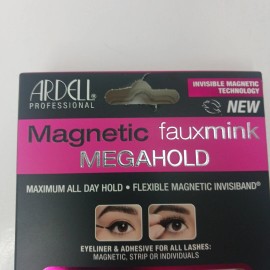 ARDELL
PROFESSIONAL
INVISIBLE MAGNETIC
TECHNOLOGY
NEW
Magnetic fauxmink
MEGAHOLD
MAXIMUM ALL DAY HOLD • FLEXIBLE MAGNETIC INVISIBAND®
EYELINER & ADHESIVE FOR ALL LASHES:
MAGNETIC, STRIP OR INDIVIDUALS